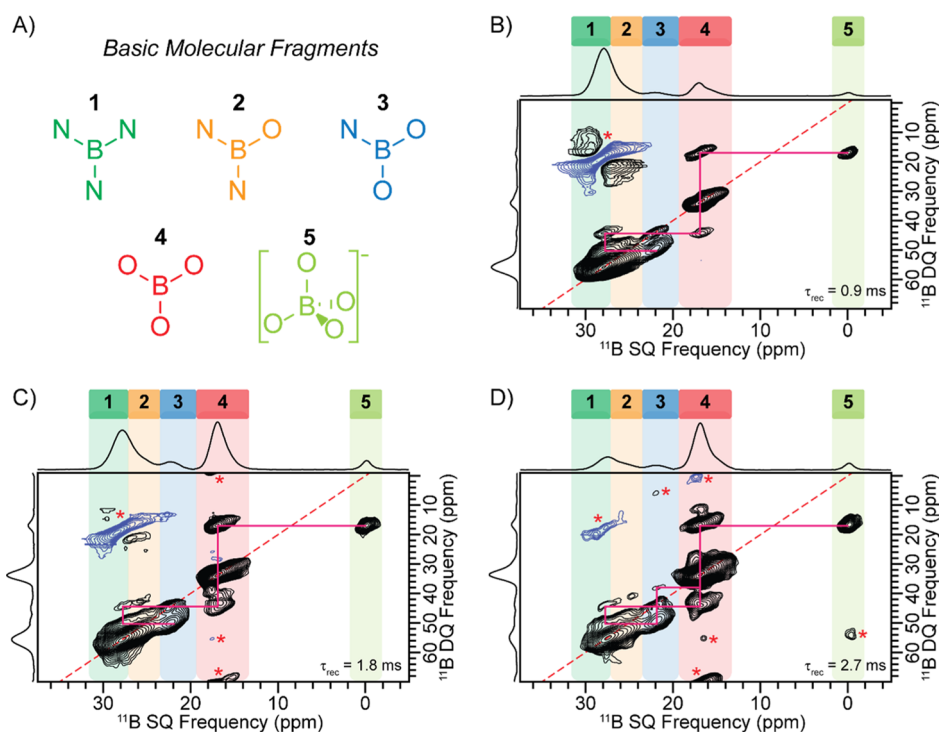 A)
Basic Molecular Fragments
1 2 3
N N N O N O
B B B
N N O
4 5
O O O –
B B O
O O O
B)
1 2 3 4 5
*
10
20
30
40
50
60
¹¹B DQ Frequency (ppm)
τrec = 0.9 ms
30 20 10 0
¹¹B SQ Frequency (ppm)
C)
1 2 3 4 5
*
*
*
*
10
20
30
40
50
60
¹¹B DQ Frequency (ppm)
τrec = 1.8 ms
30 20 10 0
¹¹B SQ Frequency (ppm)
D)
1 2 3 4 5
*
*
*
*
*
*
10
20
30
40
50
60
¹¹B DQ Frequency (ppm)
τrec = 2.7 ms
30 20 10 0
¹¹B SQ Frequency (ppm)